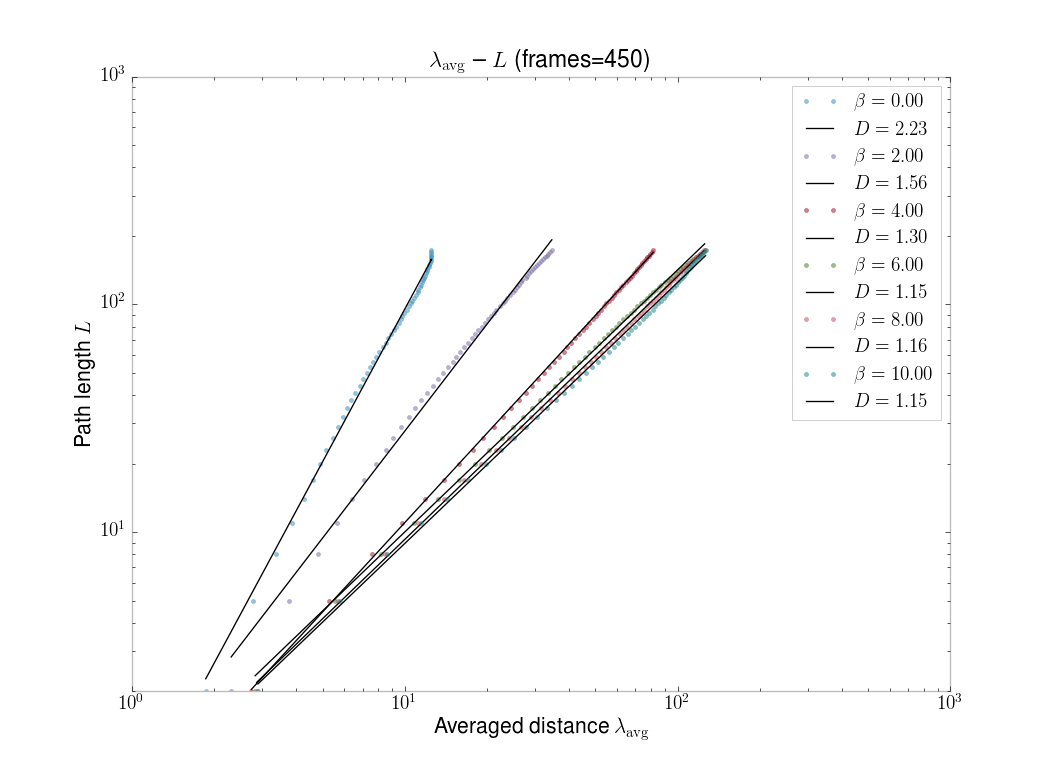 λavg − L (frames=450)
10³
10²
10¹
Path length L
β = 0.00
D = 2.23
β = 2.00
D = 1.56
β = 4.00
D = 1.30
β = 6.00
D = 1.15
β = 8.00
D = 1.16
β = 10.00
D = 1.15
10⁰ 10¹ 10² 10³
Averaged distance λavg